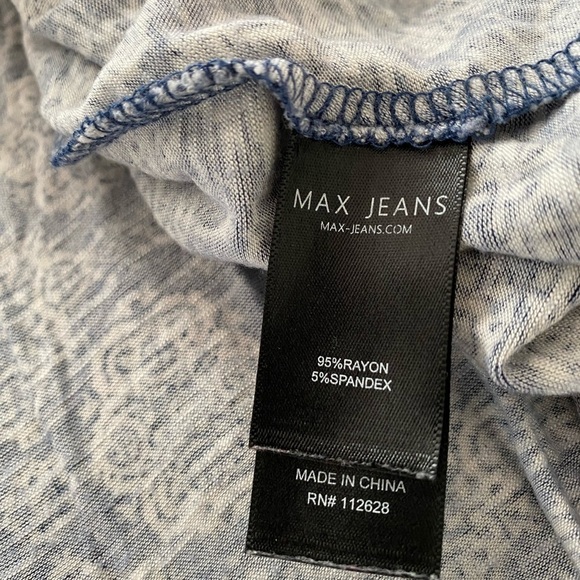 MAX JEANS
MAX-JEANS.COM
95%RAYON
5%SPANDEX
MADE IN CHINA
RN# 112628